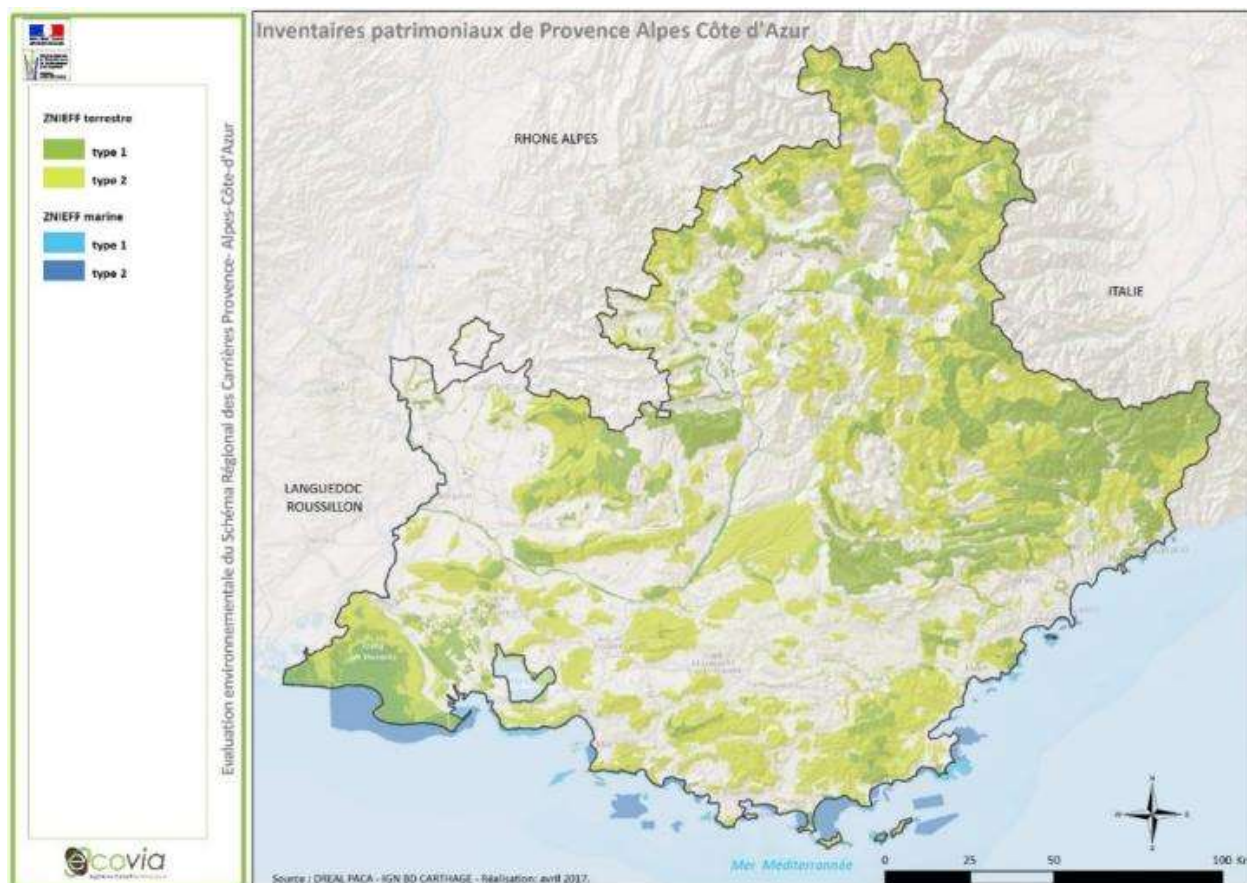 Inventaires patrimoniaux de Provence Alpes Côte d'Azur
ZNIEFF terrestre
type 1
type 2
ZNIEFF marine
type 1
type 2
Evaluation environnementale du Schéma Régional des Carrières Provence- Alpes-Côte-d'Azur
ecovia
RHONE ALPES
ITALIE
LANGUEDOC
ROUSSILLON
Mer Méditerrannée
N
0 25 50 100 K
Source : DREAL PACA - IGN BD CARTHAGE - Réalisation: avril 2017.